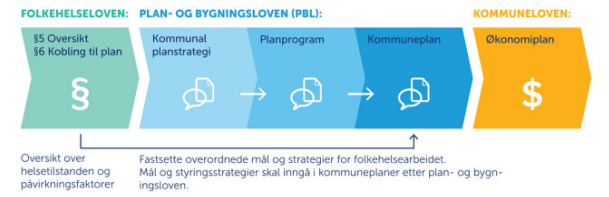 FOLKEHELSELOVEN:
PLAN- OG BYGNINGSLOVEN (PBL):
KOMMUNELOVEN:
§5 Oversikt
§6 Kobling til plan
Kommunal
planstrategi
Planprogram
Kommuneplan
Økonomiplan
§
$
Oversikt over
helsetilstanden og
påvirkningsfaktorer
Fastsette overordnede mål og strategier for folkehelsearbeidet.
Mål og styringsstrategier skal inngå i kommuneplaner etter plan- og bygn-
ingsloven.